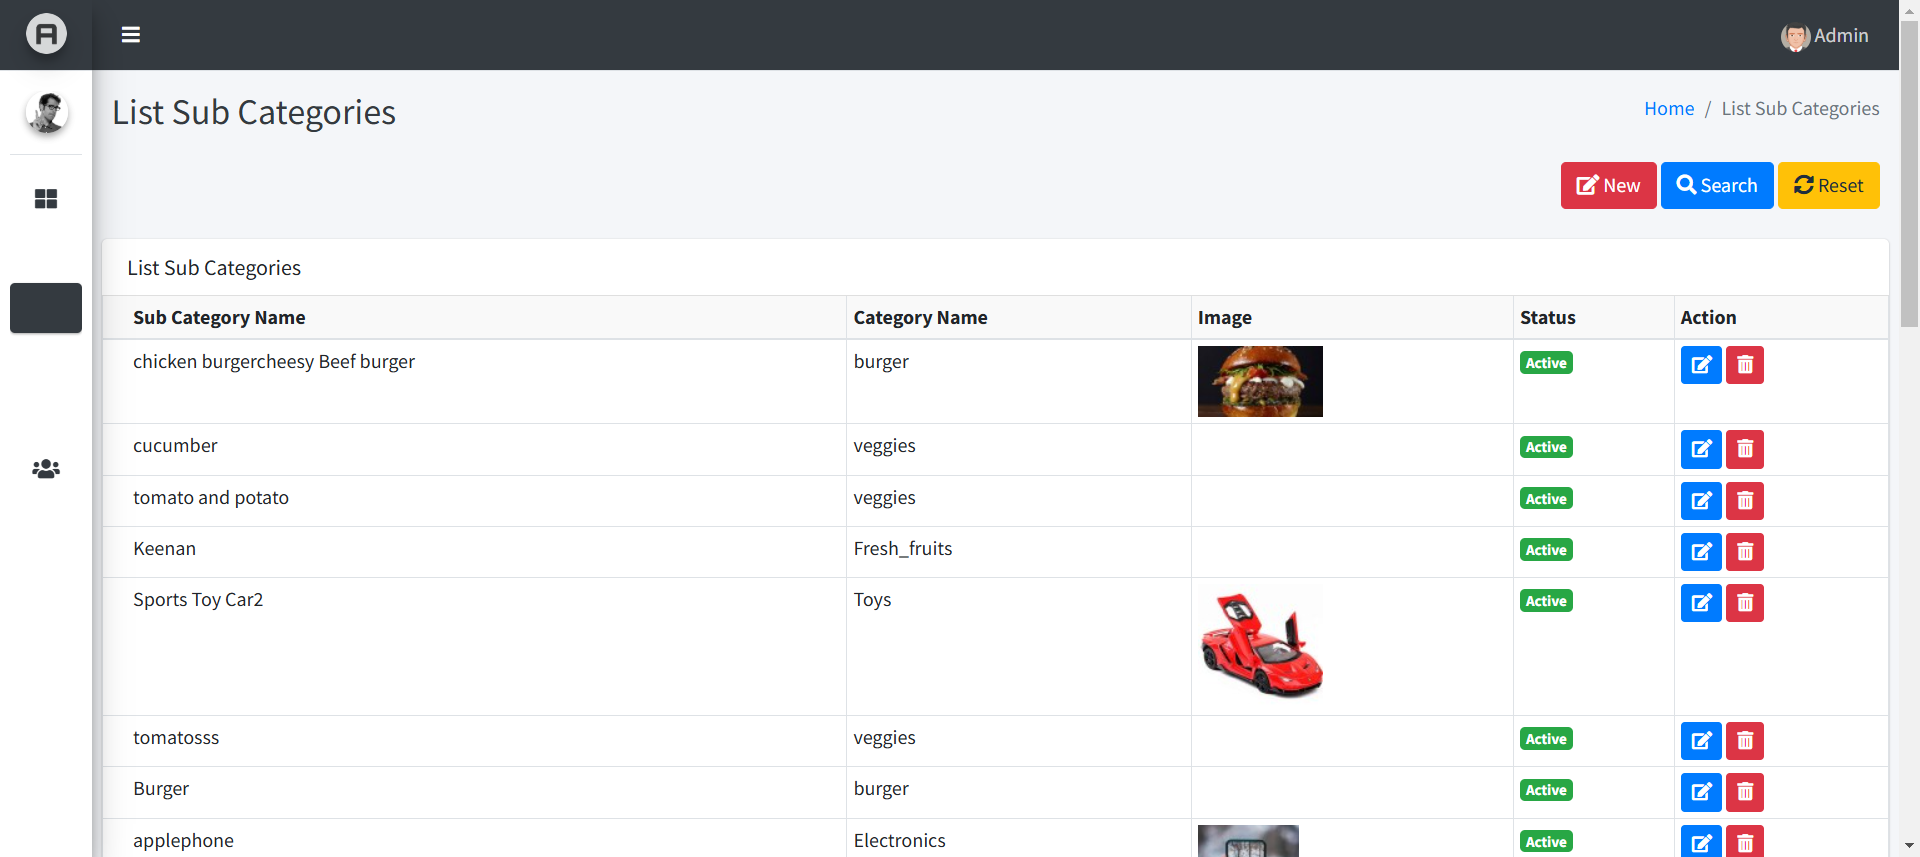 Admin
List Sub Categories
Home / List Sub Categories
New Search Reset
List Sub Categories
Sub Category Name Category Name Image Status Action
chicken burgercheesy Beef burger burger Active
cucumber veggies Active
tomato and potato veggies Active
Keenan Fresh_fruits Active
Sports Toy Car2 Toys Active
tomatosss veggies Active
Burger burger Active
applephone Electronics Active